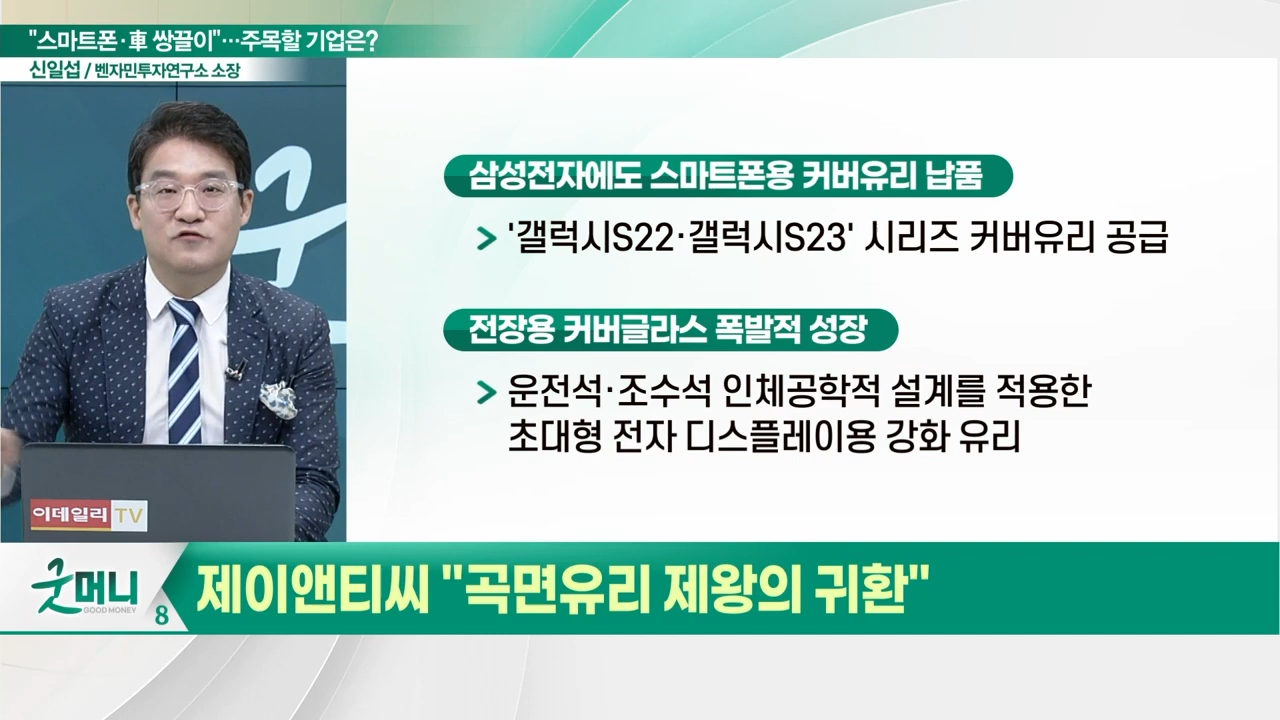 "스마트폰·車 쌍끌이"…주목할 기업은?
신일섭 / 벤자민투자연구소 소장
삼성전자에도 스마트폰용 커버유리 납품
'갤럭시S22·갤럭시S23' 시리즈 커버유리 공급
전장용 커버글라스 폭발적 성장
운전석·조수석 인체공학적 설계를 적용한
초대형 전자 디스플레이용 강화 유리
이데일리TV
굿머니
GOOD MONEY
8
제이앤티씨 "곡면유리 제왕의 귀환"